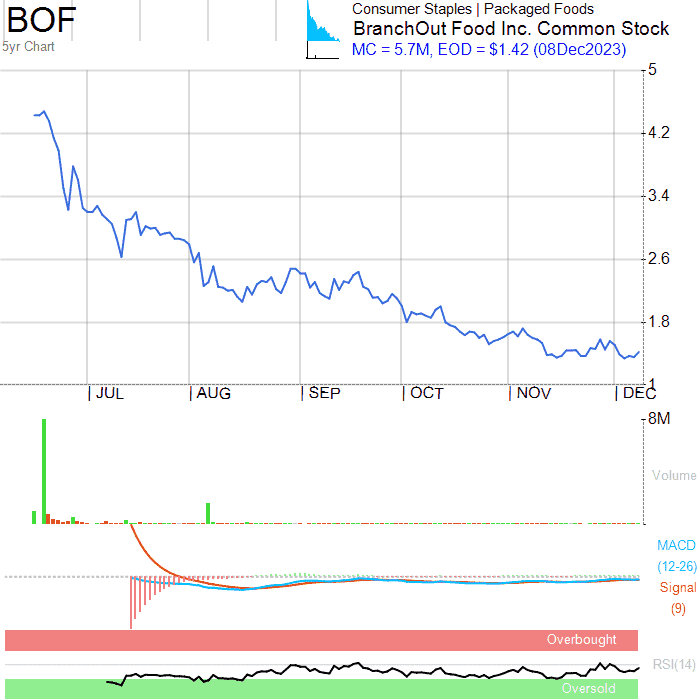 BOF
5yr Chart
Consumer Staples | Packaged Foods
BranchOut Food Inc. Common Stock
MC = 5.7M, EOD = $1.42 (08Dec2023)
5
4.2
3.4
2.6
1.8
1
JUL AUG SEP OCT NOV DEC
8M
Volume
MACD
(12-26)
Signal
(9)
Overbought
RSI(14)
Oversold